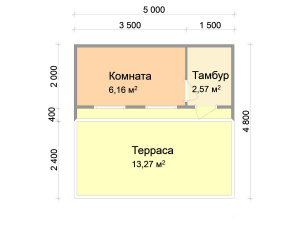 5 000
3 500
1 500
2 000
400
2 400
4 800
Комната
6,16 м²
Тамбур
2,57 м²
Терраса
13,27 м²